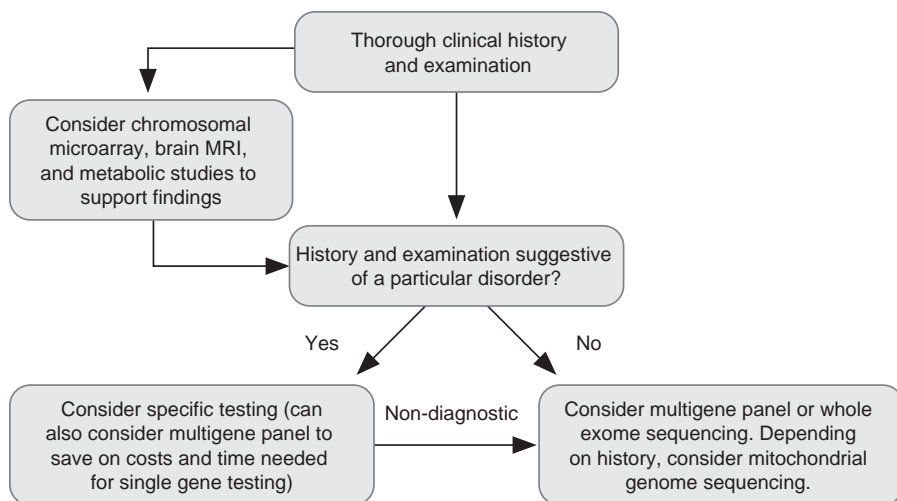 Thorough clinical history
and examination
Consider chromosomal
microarray, brain MRI,
and metabolic studies to
support findings
History and examination suggestive
of a particular disorder?
Yes
No
Consider specific testing (can
also consider multigene panel to
save on costs and time needed
for single gene testing)
Non-diagnostic
Consider multigene panel or whole
exome sequencing. Depending
on history, consider mitochondrial
genome sequencing.